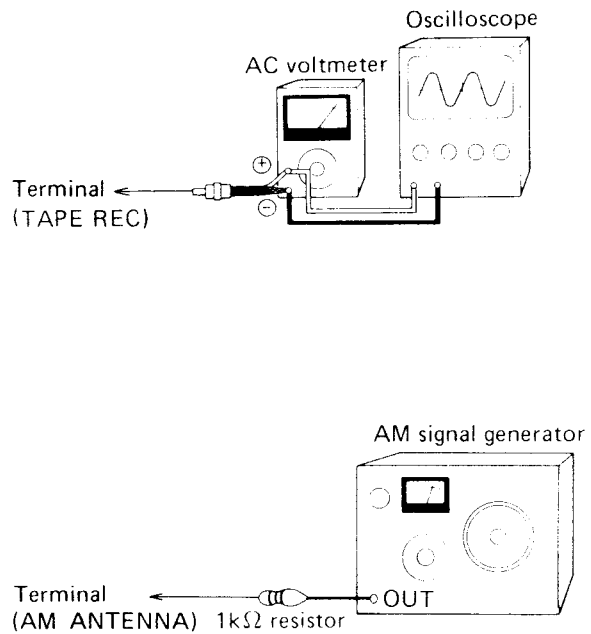 Oscilloscope
AC voltmeter
⊕
Terminal
(TAPE REC)
⊖
AM signal generator
OUT
Terminal
(AM ANTENNA)
1kΩ resistor